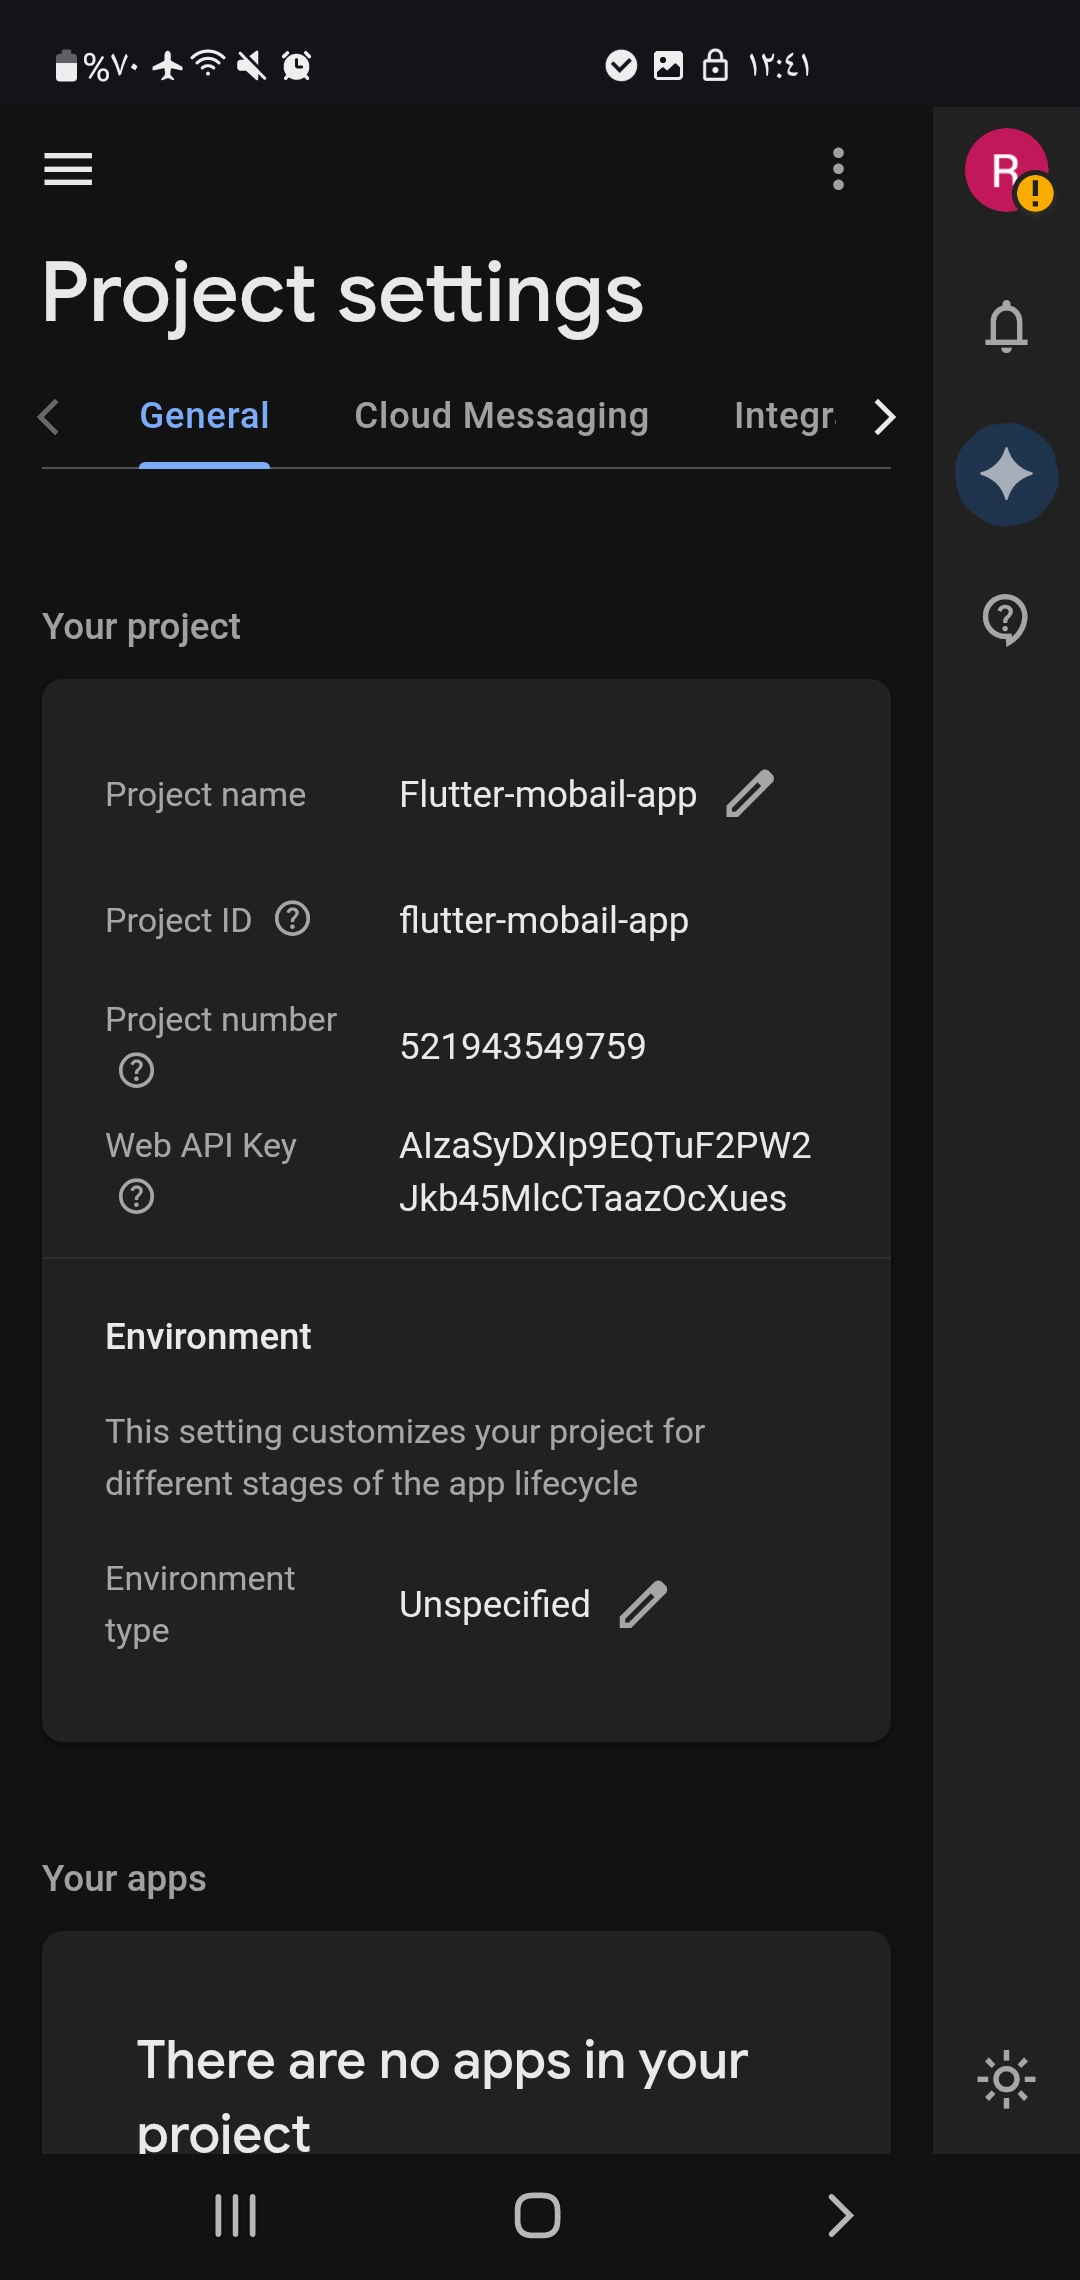 %٧٠
١٢:٤١
R
Project settings
General
Cloud Messaging
Integr
Your project
Project name
Flutter-mobail-app
Project ID
flutter-mobail-app
Project number
521943549759
Web API Key
AIzaSyDXIp9EQTuF2PW2
Jkb45MlcCTaazOcXues
Environment
This setting customizes your project for
different stages of the app lifecycle
Environment
type
Unspecified
Your apps
There are no apps in your
project